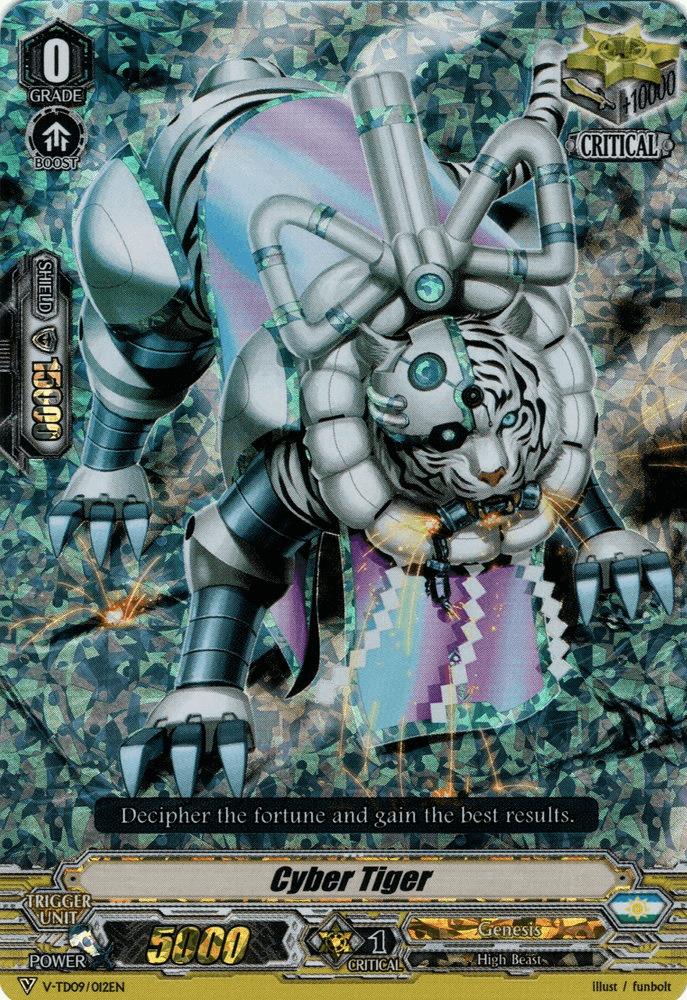 0
GRADE
BOOST
+10000
CRITICAL
SHIELD
15000
Decipher the fortune and gain the best results.
Cyber Tiger
TRIGGER
UNIT
POWER
5000
1
CRITICAL
Genesis
High Beast
V-TD09/012EN
illust / funbolt